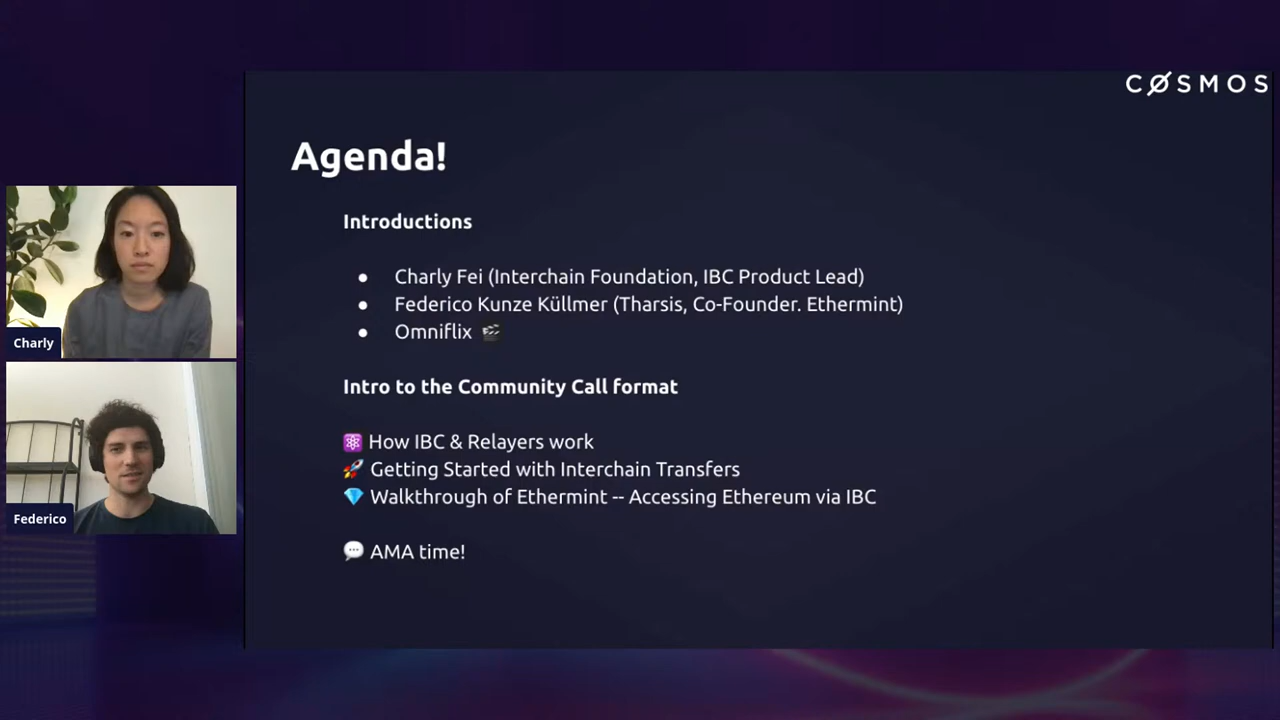 CØSMOS
Agenda!
Introductions
● Charly Fei (Interchain Foundation, IBC Product Lead)
● Federico Kunze Küllmer (Tharsis, Co-Founder. Ethermint)
● Omniflix 🎬
Intro to the Community Call format
⚛️ How IBC & Relayers work
🚀 Getting Started with Interchain Transfers
💎 Walkthrough of Ethermint -- Accessing Ethereum via IBC
💬 AMA time!
Charly
Federico